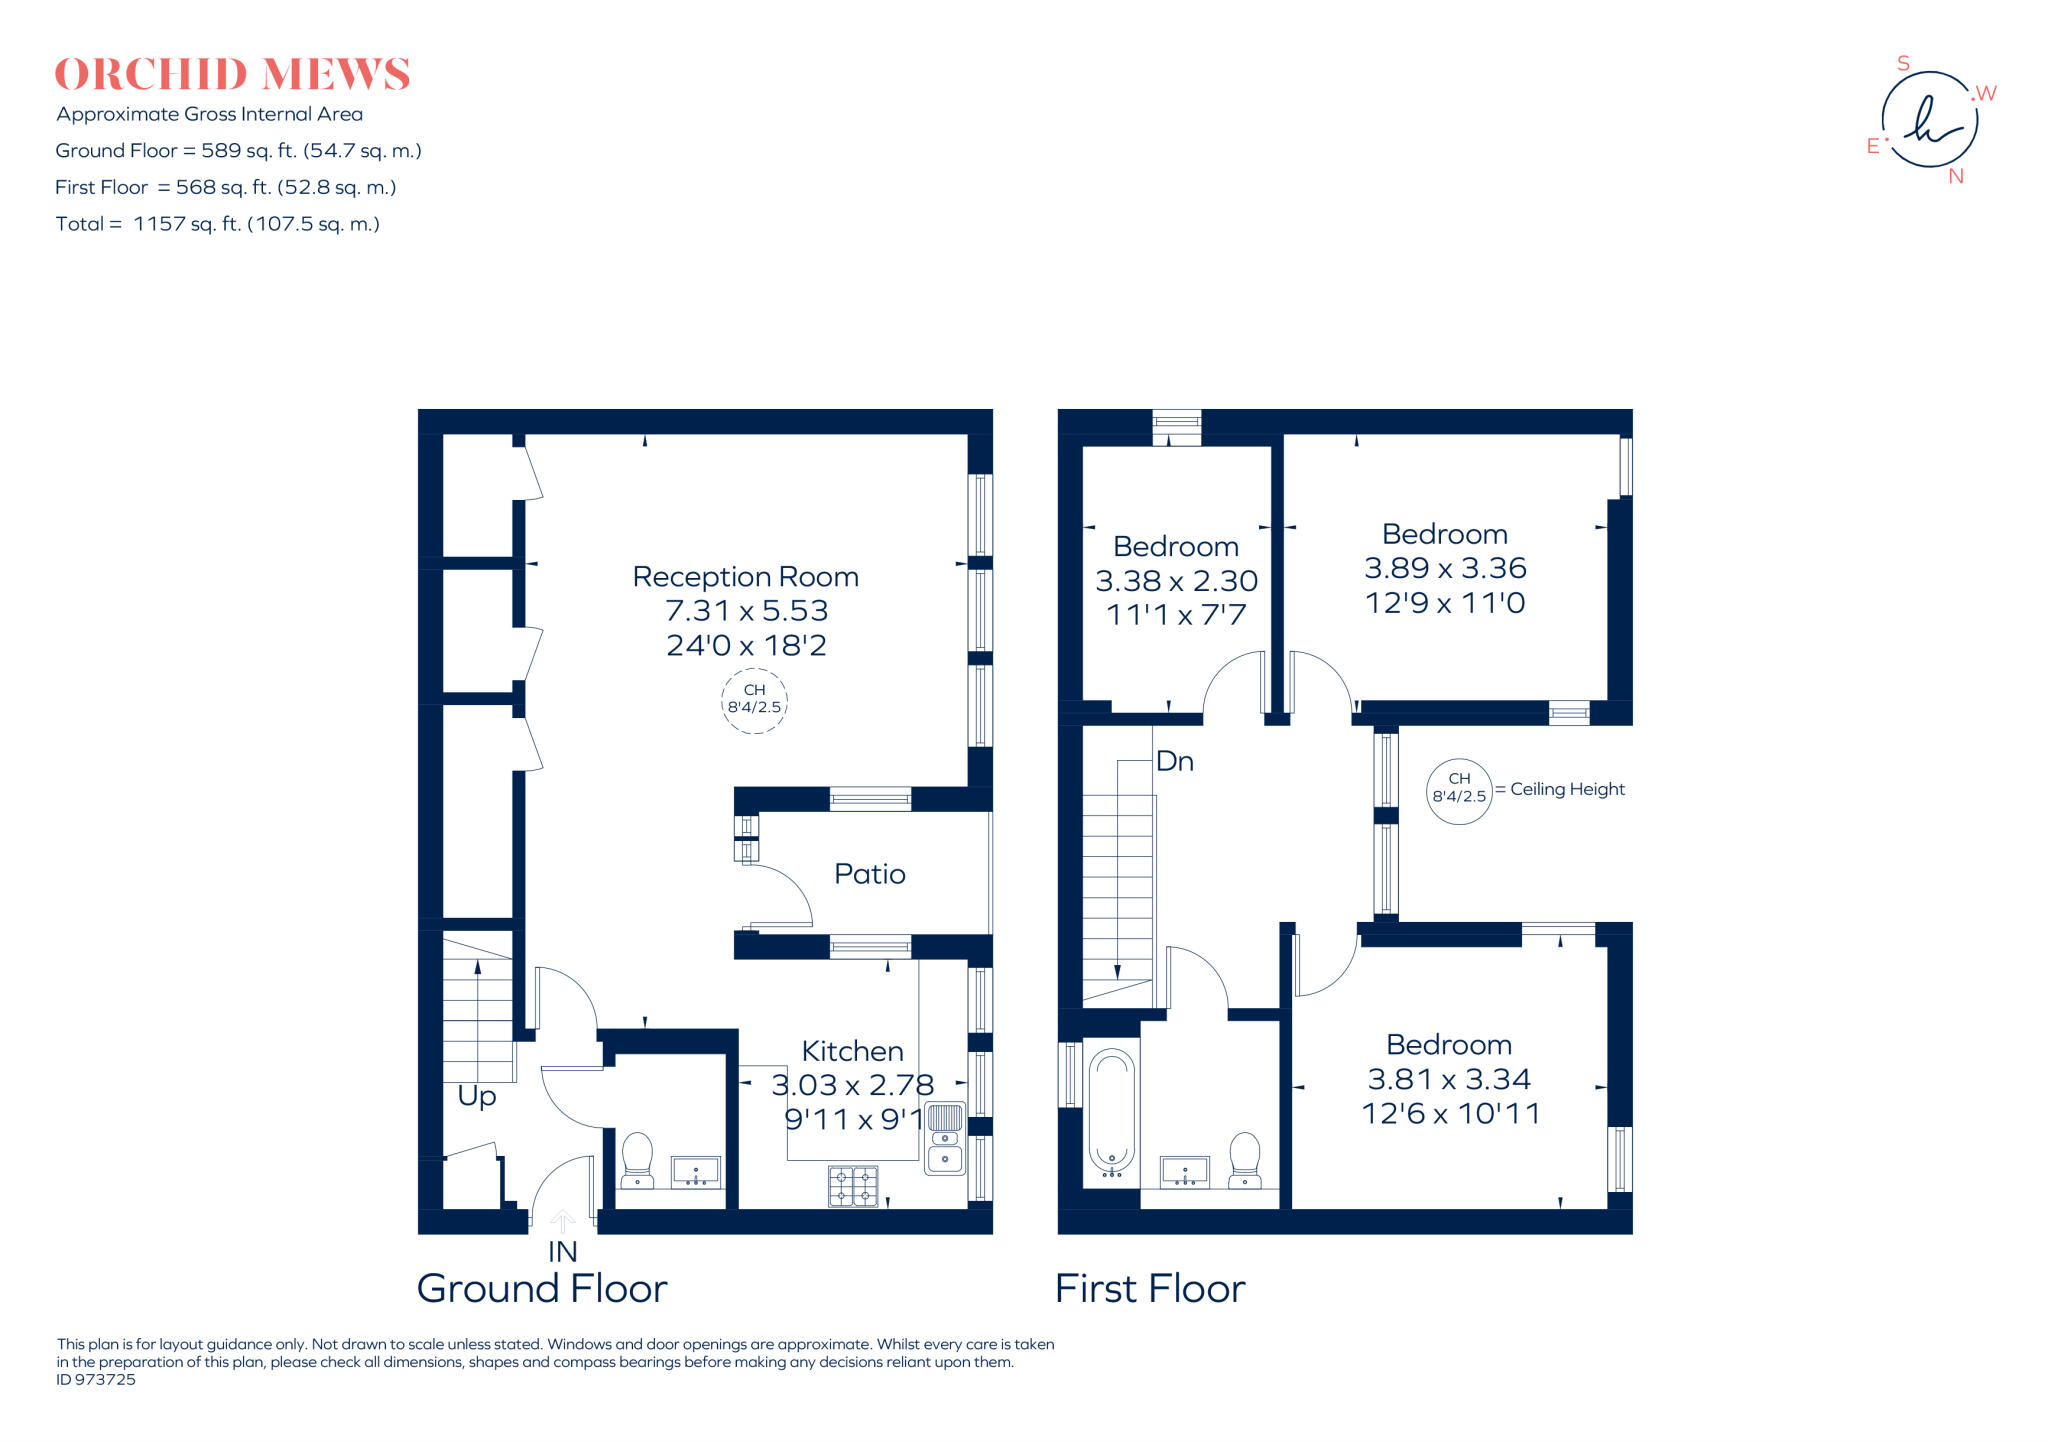 ORCHID MEWS
Approximate Gross Internal Area
Ground Floor = 589 sq. ft. (54.7 sq. m.)
First Floor = 568 sq. ft. (52.8 sq. m.)
Total = 1157 sq. ft. (107.5 sq. m.)
S
W
E
N
Reception Room
7.31 x 5.53
24'0 x 18'2
CH
8'4/2.5
Patio
Kitchen
3.03 x 2.78
9'11 x 9'1
Up
IN
Ground Floor
Bedroom
3.38 x 2.30
11'1 x 7'7
Bedroom
3.89 x 3.36
12'9 x 11'0
Dn
CH
8'4/2.5
= Ceiling Height
Bedroom
3.81 x 3.34
12'6 x 10'11
First Floor
This plan is for layout guidance only. Not drawn to scale unless stated. Windows and door openings are approximate. Whilst every care is taken
in the preparation of this plan, please check all dimensions, shapes and compass bearings before making any decisions reliant upon them.
ID 973725